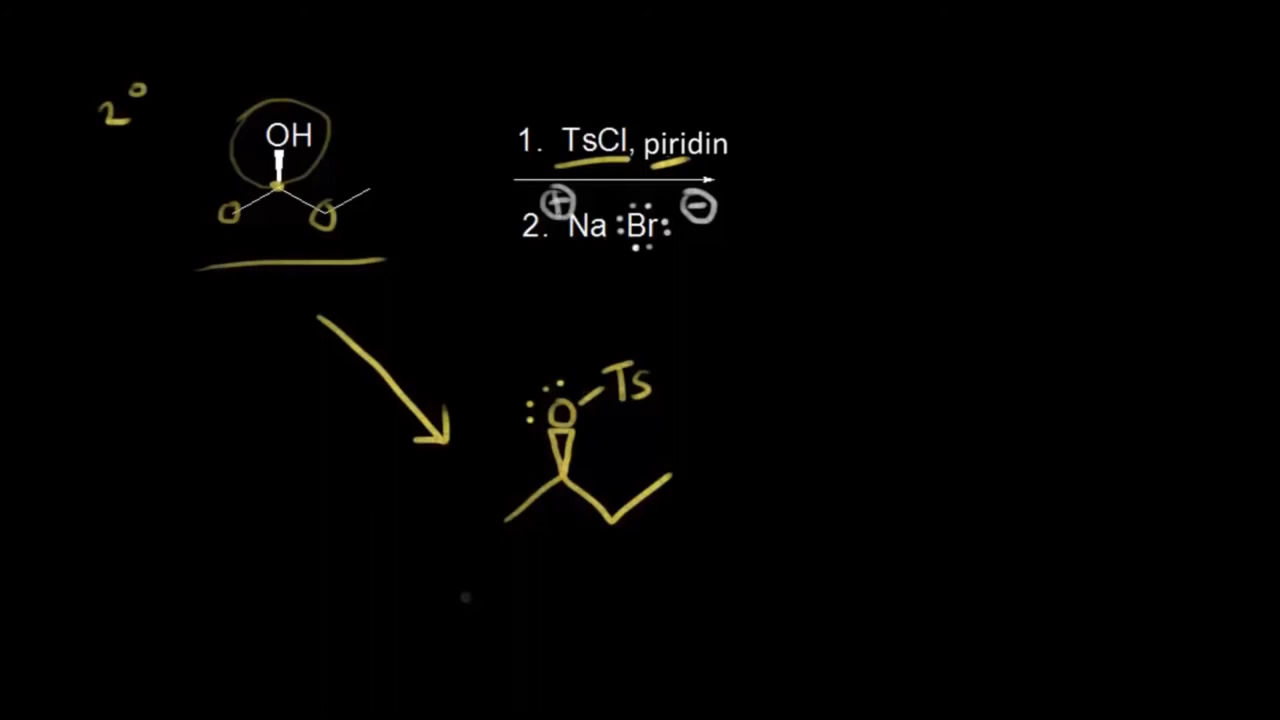 2°
OH
1. TsCl, piridin
⊕ ⊖
2. Na :Br:
:O-Ts